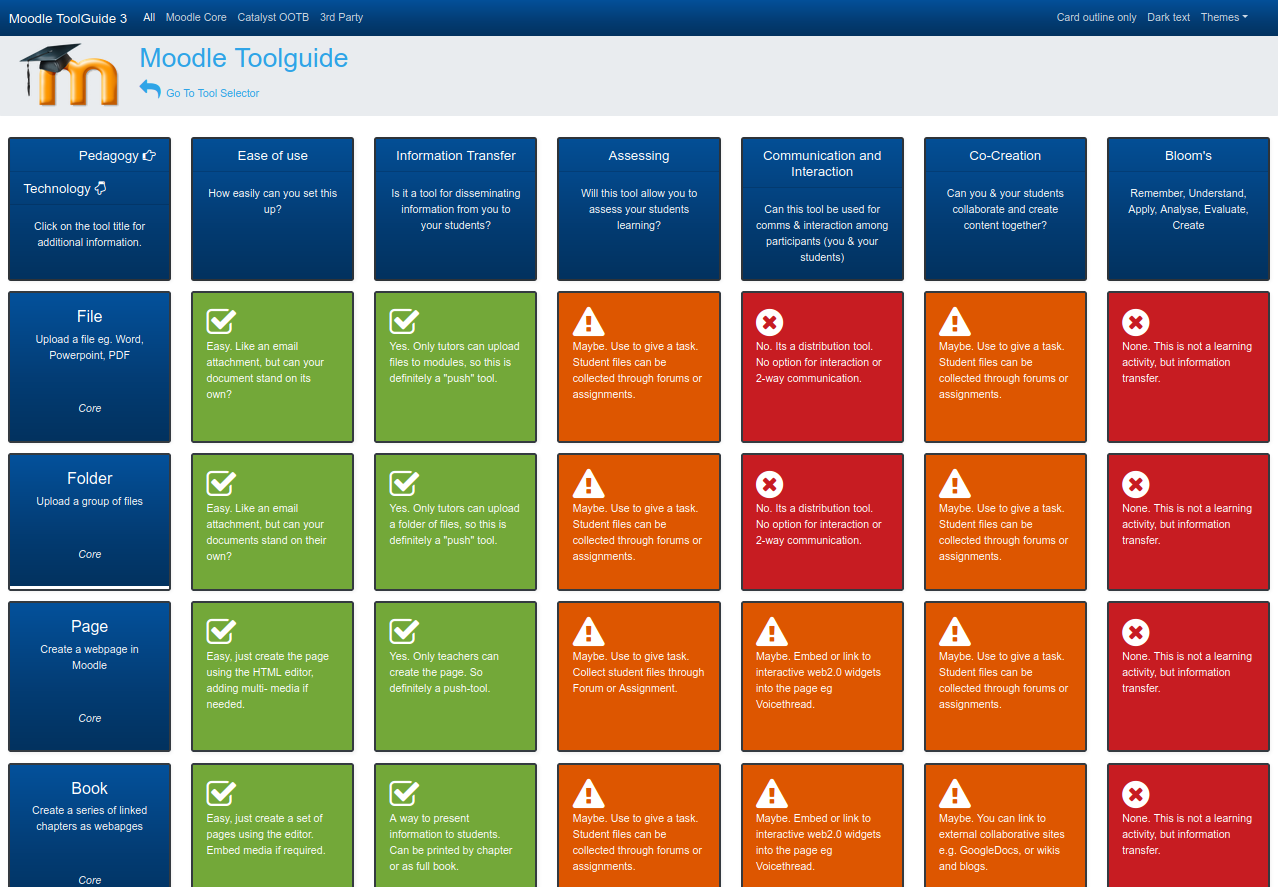 Moodle ToolGuide 3 All Moodle Core Catalyst OOTB 3rd Party Card outline only Dark text Themes
Moodle Toolguide
Go To Tool Selector
Pedagogy
Technology
Click on the tool title for
additional information.
Ease of use
How easily can you set this
up?
Information Transfer
Is it a tool for disseminating
information from you to
your students?
Assessing
Will this tool allow you to
assess your students
learning?
Communication and
Interaction
Can this tool be used for
comms & interaction among
participants (you & your
students)
Co-Creation
Can you & your students
collaborate and create
content together?
Bloom's
Remember, Understand,
Apply, Analyse, Evaluate,
Create
File
Upload a file eg. Word,
Powerpoint, PDF
Core
Easy. Like an email
attachment, but can your
document stand on its
own?
Yes. Only tutors can upload
files to modules, so this is
definitely a "push" tool.
Maybe. Use to give a task.
Student files can be
collected through forums or
assignments.
No. Its a distribution tool.
No option for interaction or
2-way communication.
Maybe. Use to give a task.
Student files can be
collected through forums or
assignments.
None. This is not a learning
activity, but information
transfer.
Folder
Upload a group of files
Core
Easy. Like an email
attachment, but can your
documents stand on their
own?
Yes. Only tutors can upload
a folder of files, so this is
definitely a "push" tool.
Maybe. Use to give a task.
Student files can be
collected through forums or
assignments.
No. Its a distribution tool.
No option for interaction or
2-way communication.
Maybe. Use to give a task.
Student files can be
collected through forums or
assignments.
None. This is not a learning
activity, but information
transfer.
Page
Create a webpage in
Moodle
Core
Easy, just create the page
using the HTML editor,
adding multi- media if
needed.
Yes. Only teachers can
create the page. So
definitely a push-tool.
Maybe. Use to give task.
Collect student files through
Forum or Assignment.
Maybe. Embed or link to
interactive web2.0 widgets
into the page eg
Voicethread.
Maybe. Use to give a task.
Student files can be
collected through forums or
assignments.
None. This is not a learning
activity, but information
transfer.
Book
Create a series of linked
chapters as webapges
Core
Easy, just create a set of
pages using the editor.
Embed media if required.
A way to present
information to students.
Can be printed by chapter
or as full book.
Maybe. Use to give a task.
Student files can be
collected through forums or
assignments.
Maybe. Embed or link to
interactive web2.0 widgets
into the page eg
Voicethread.
Maybe. You can link to
external collaborative sites
e.g. GoogleDocs, or wikis
and blogs.
None. This is not a learning
activity, but information
transfer.